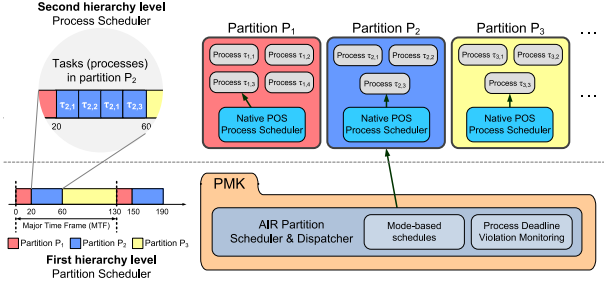 Second hierarchy level
Process Scheduler
Tasks (processes)
in partition P2
τ2,1 τ2,2 τ2,1 τ2,3
20 60
Partition P1
Process τ1,1 Process τ1,2
Process τ1,3 Process τ1,4
Native POS
Process Scheduler
Partition P2
Process τ2,1 Process τ2,2
Process τ2,3
Native POS
Process Scheduler
Partition P3
Process τ3,1 Process τ3,2
Process τ3,3
Native POS
Process Scheduler
...
...
0 20 60 130 150 190
Major Time Frame (MTF)
Partition P1 Partition P2 Partition P3
First hierarchy level
Partition Scheduler
PMK
AIR Partition
Scheduler & Dispatcher
Mode-based
schedules
Process Deadline
Violation Monitoring